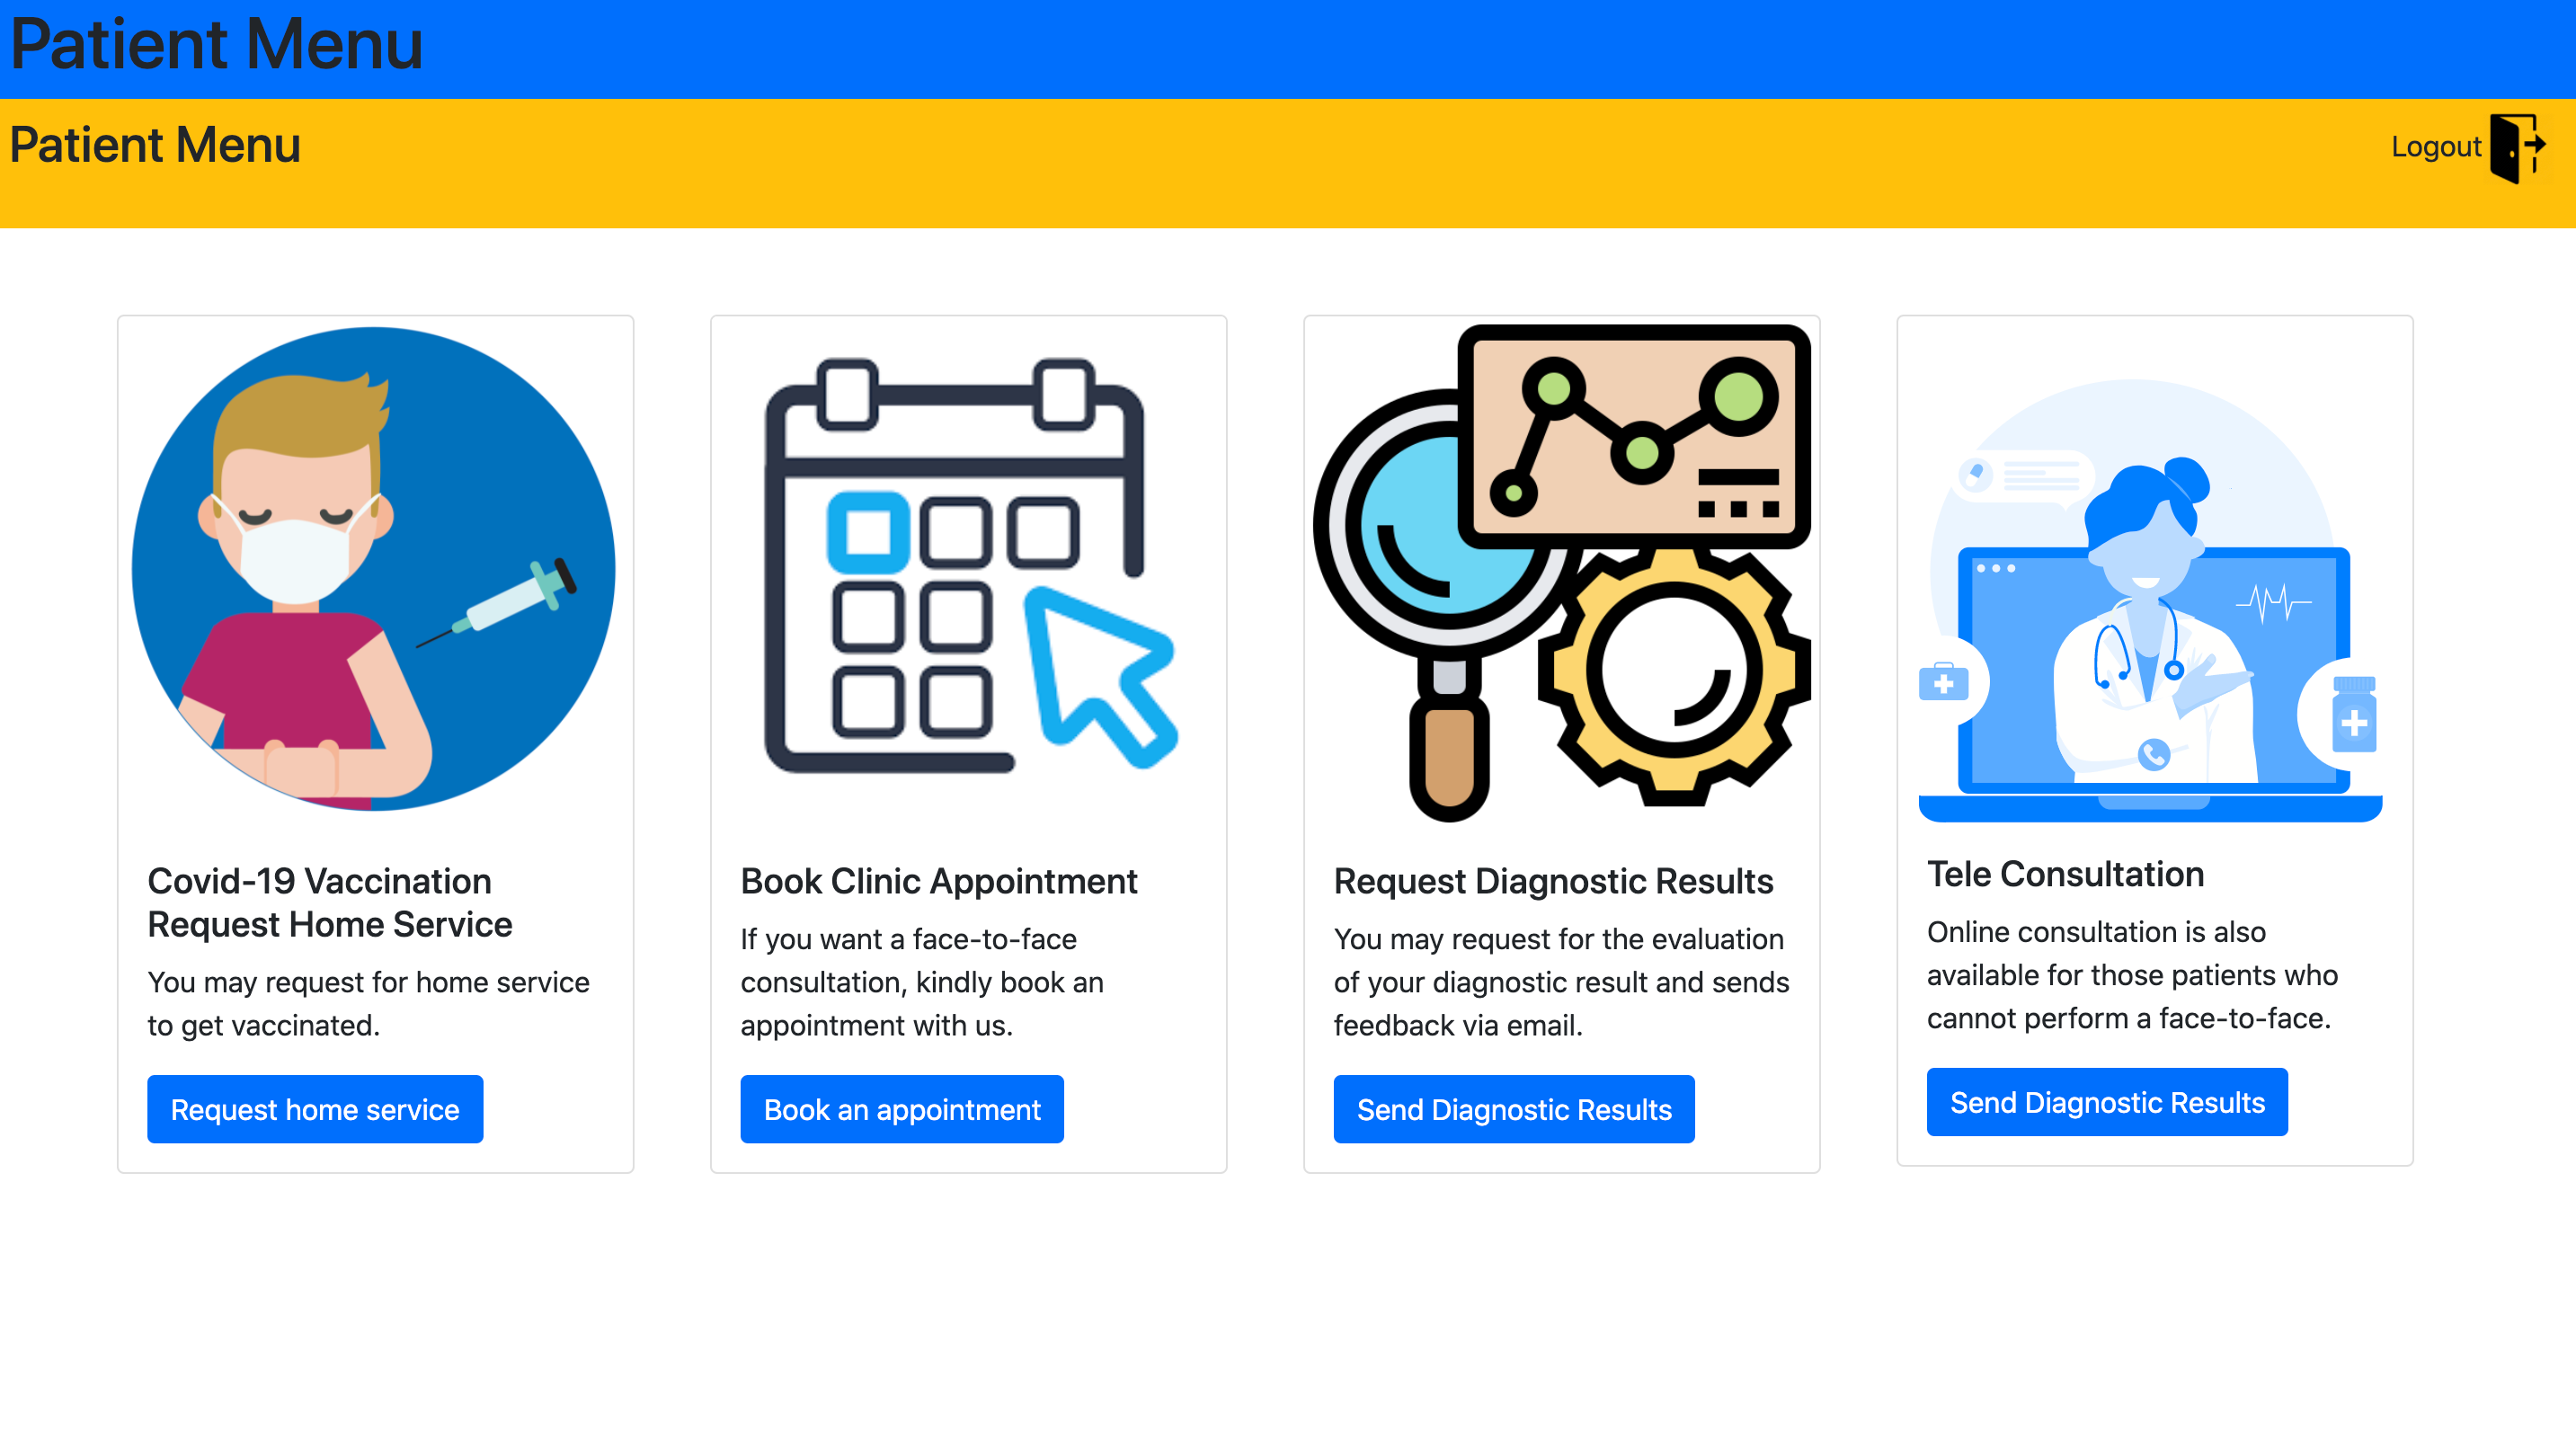 Patient Menu
Patient Menu
Logout
Covid-19 Vaccination
Request Home Service
You may request for home service
to get vaccinated.
Request home service
Book Clinic Appointment
If you want a face-to-face
consultation, kindly book an
appointment with us.
Book an appointment
Request Diagnostic Results
You may request for the evaluation
of your diagnostic result and sends
feedback via email.
Send Diagnostic Results
Tele Consultation
Online consultation is also
available for those patients who
cannot perform a face-to-face.
Send Diagnostic Results